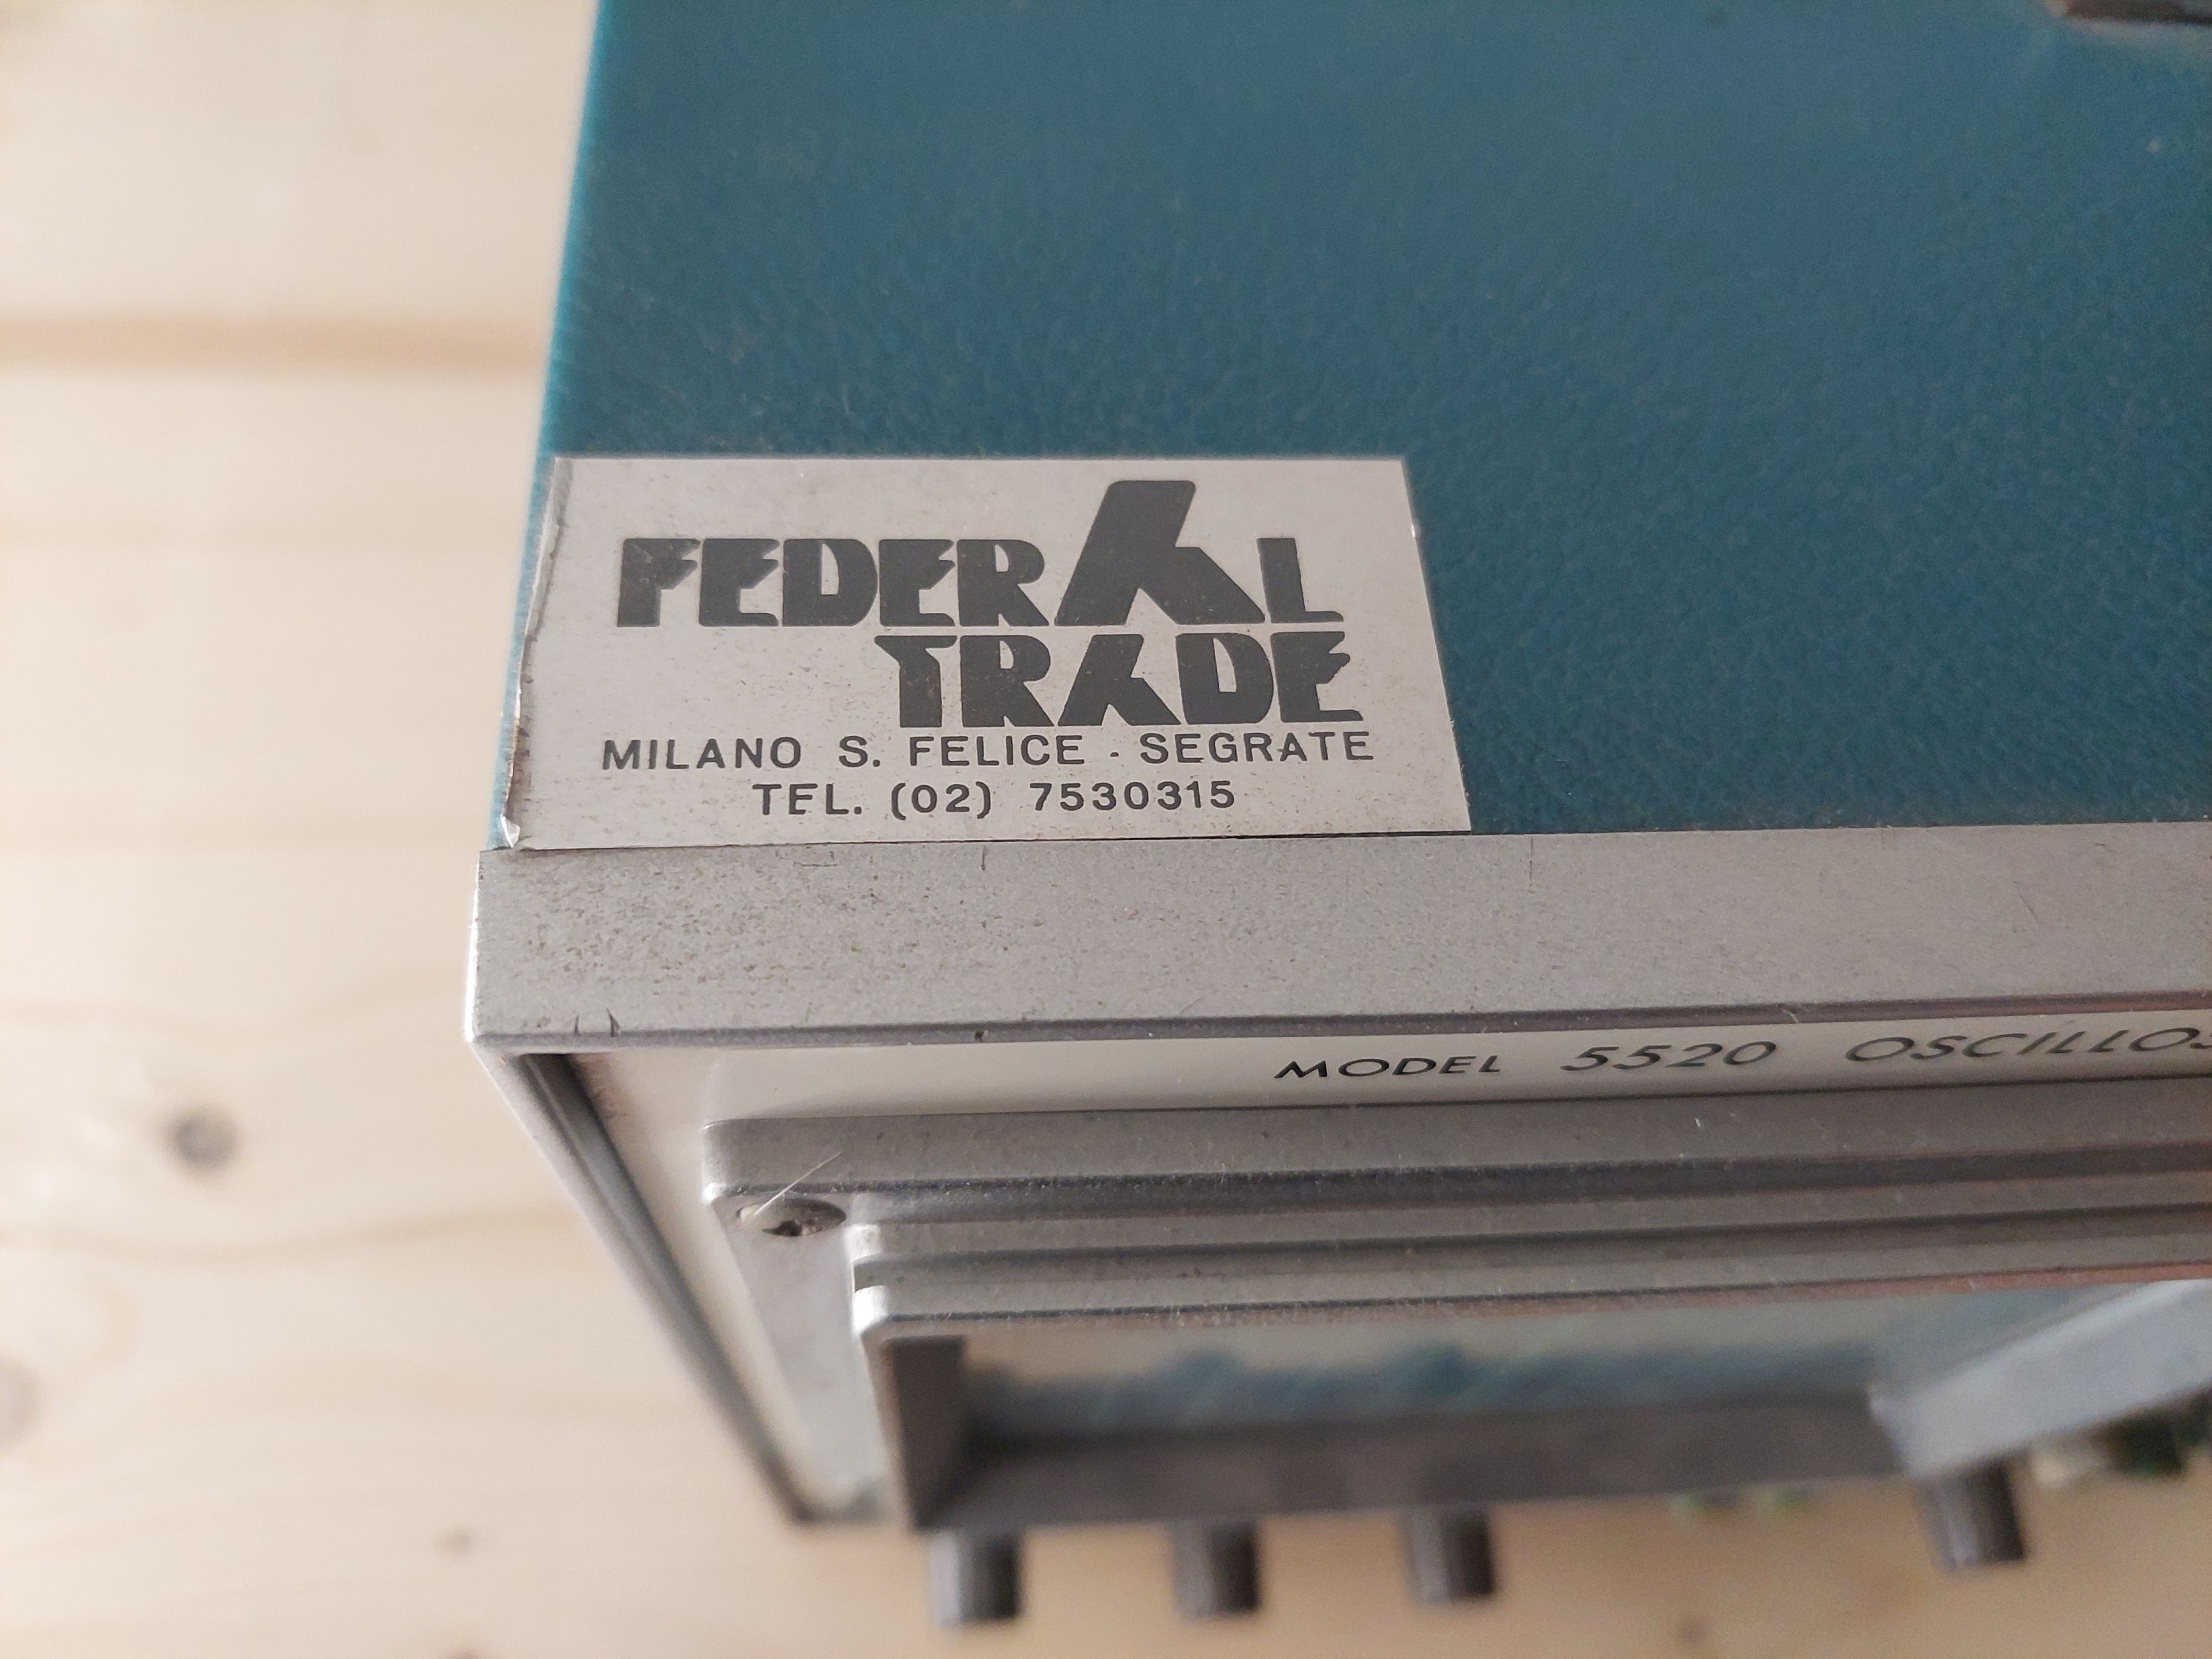 FEDERAL
TRADE
MILANO S. FELICE - SEGRATE
TEL. (02) 7530315
MODEL 5520